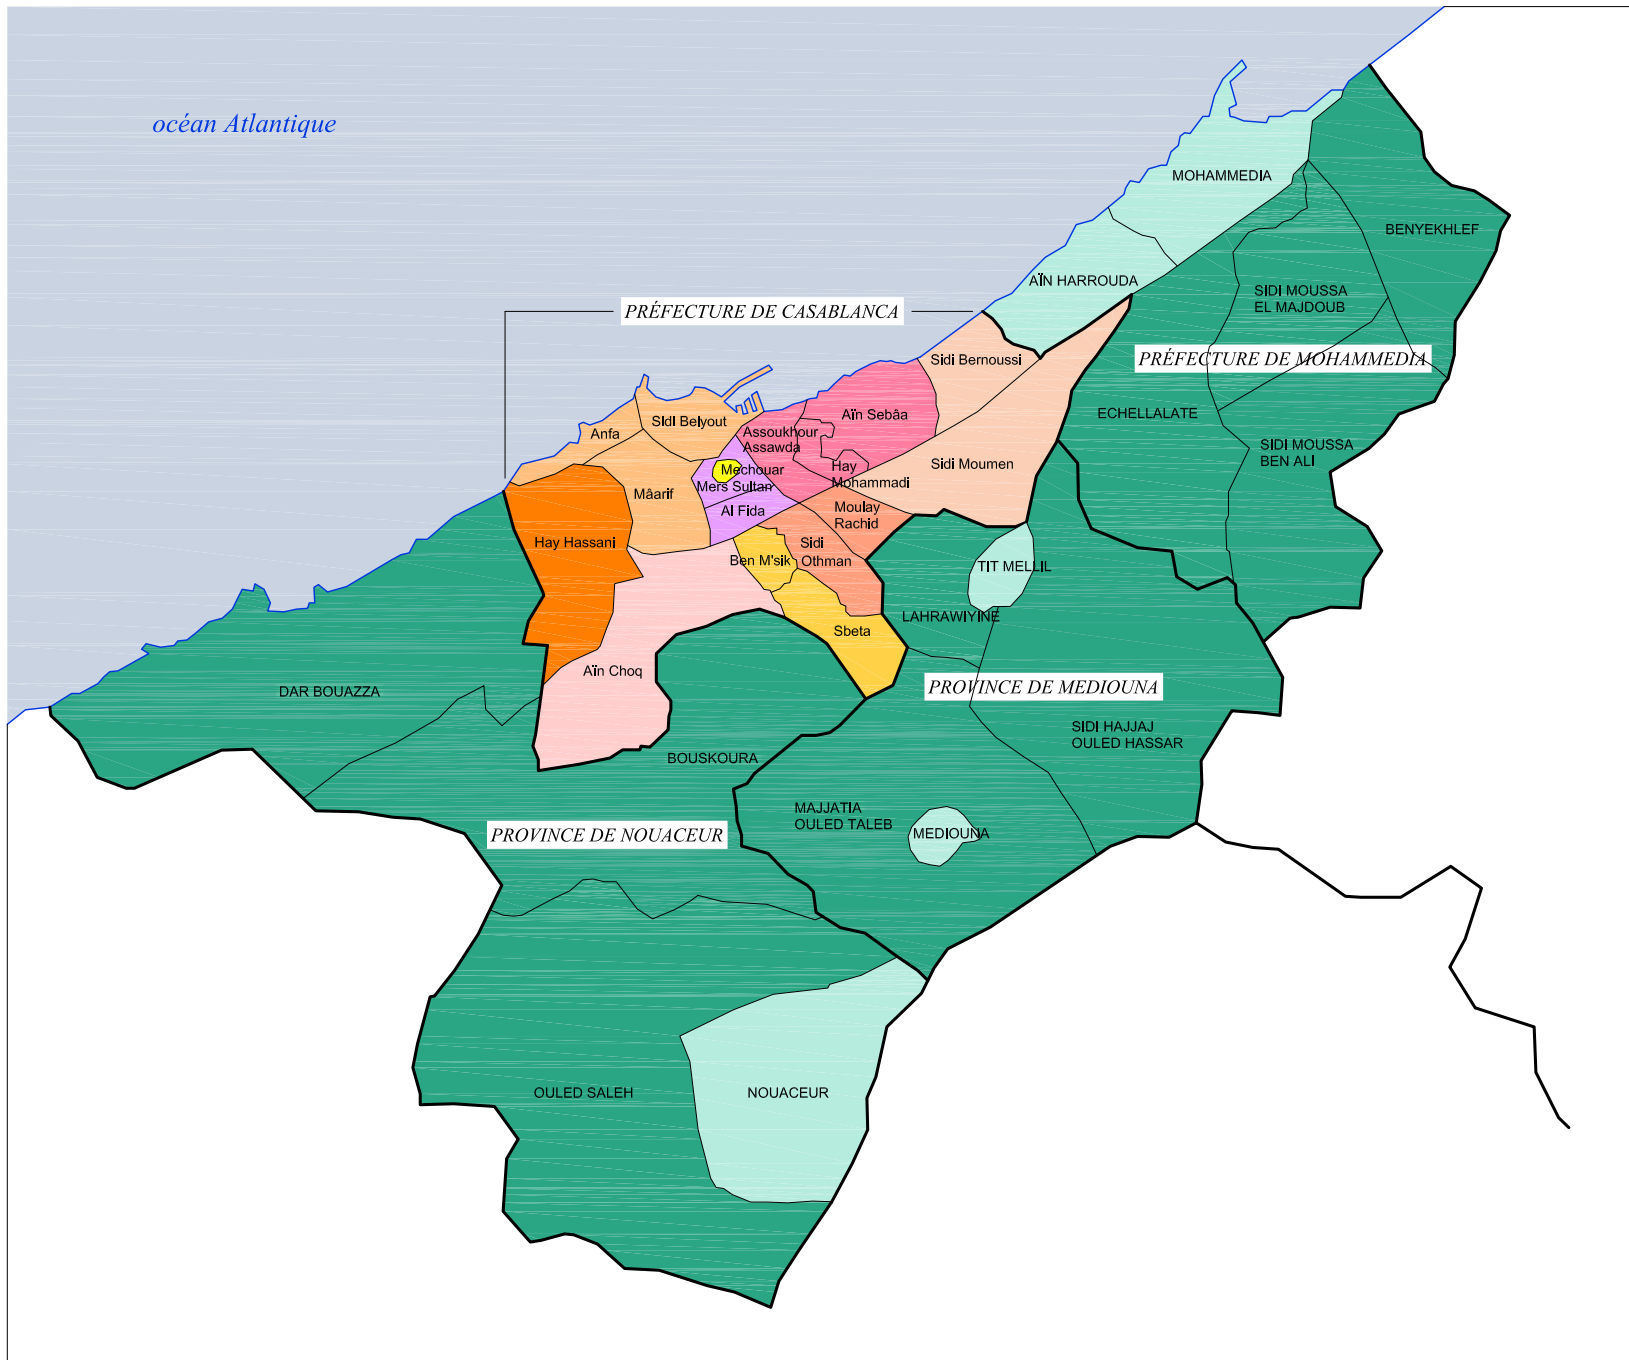 océan Atlantique
MOHAMMEDIA
BENYEKHLEF
AÏN HARROUDA
SIDI MOUSSA
EL MAJDOUB
PRÉFECTURE DE CASABLANCA
PRÉFECTURE DE MOHAMMEDIA
Sidi Bernoussi
ECHELLALATE
Aïn Sebâa
Sidi Belyout
Anfa
Assoukhour
Assawda
SIDI MOUSSA
BEN ALI
Sidi Moumen
Hay
Mohammadi
Mechouar
Mers Sultan
Mâarif
Al Fida
Moulay
Rachid
Hay Hassani
Sidi
Othman
Ben M'sik
TIT MELLIL
LAHRAWIYINE
Sbeta
Aïn Choq
DAR BOUAZZA
PROVINCE DE MEDIOUNA
SIDI HAJJAJ
OULED HASSAR
BOUSKOURA
MAJJATIA
OULED TALEB
MEDIOUNA
PROVINCE DE NOUACEUR
OULED SALEH
NOUACEUR